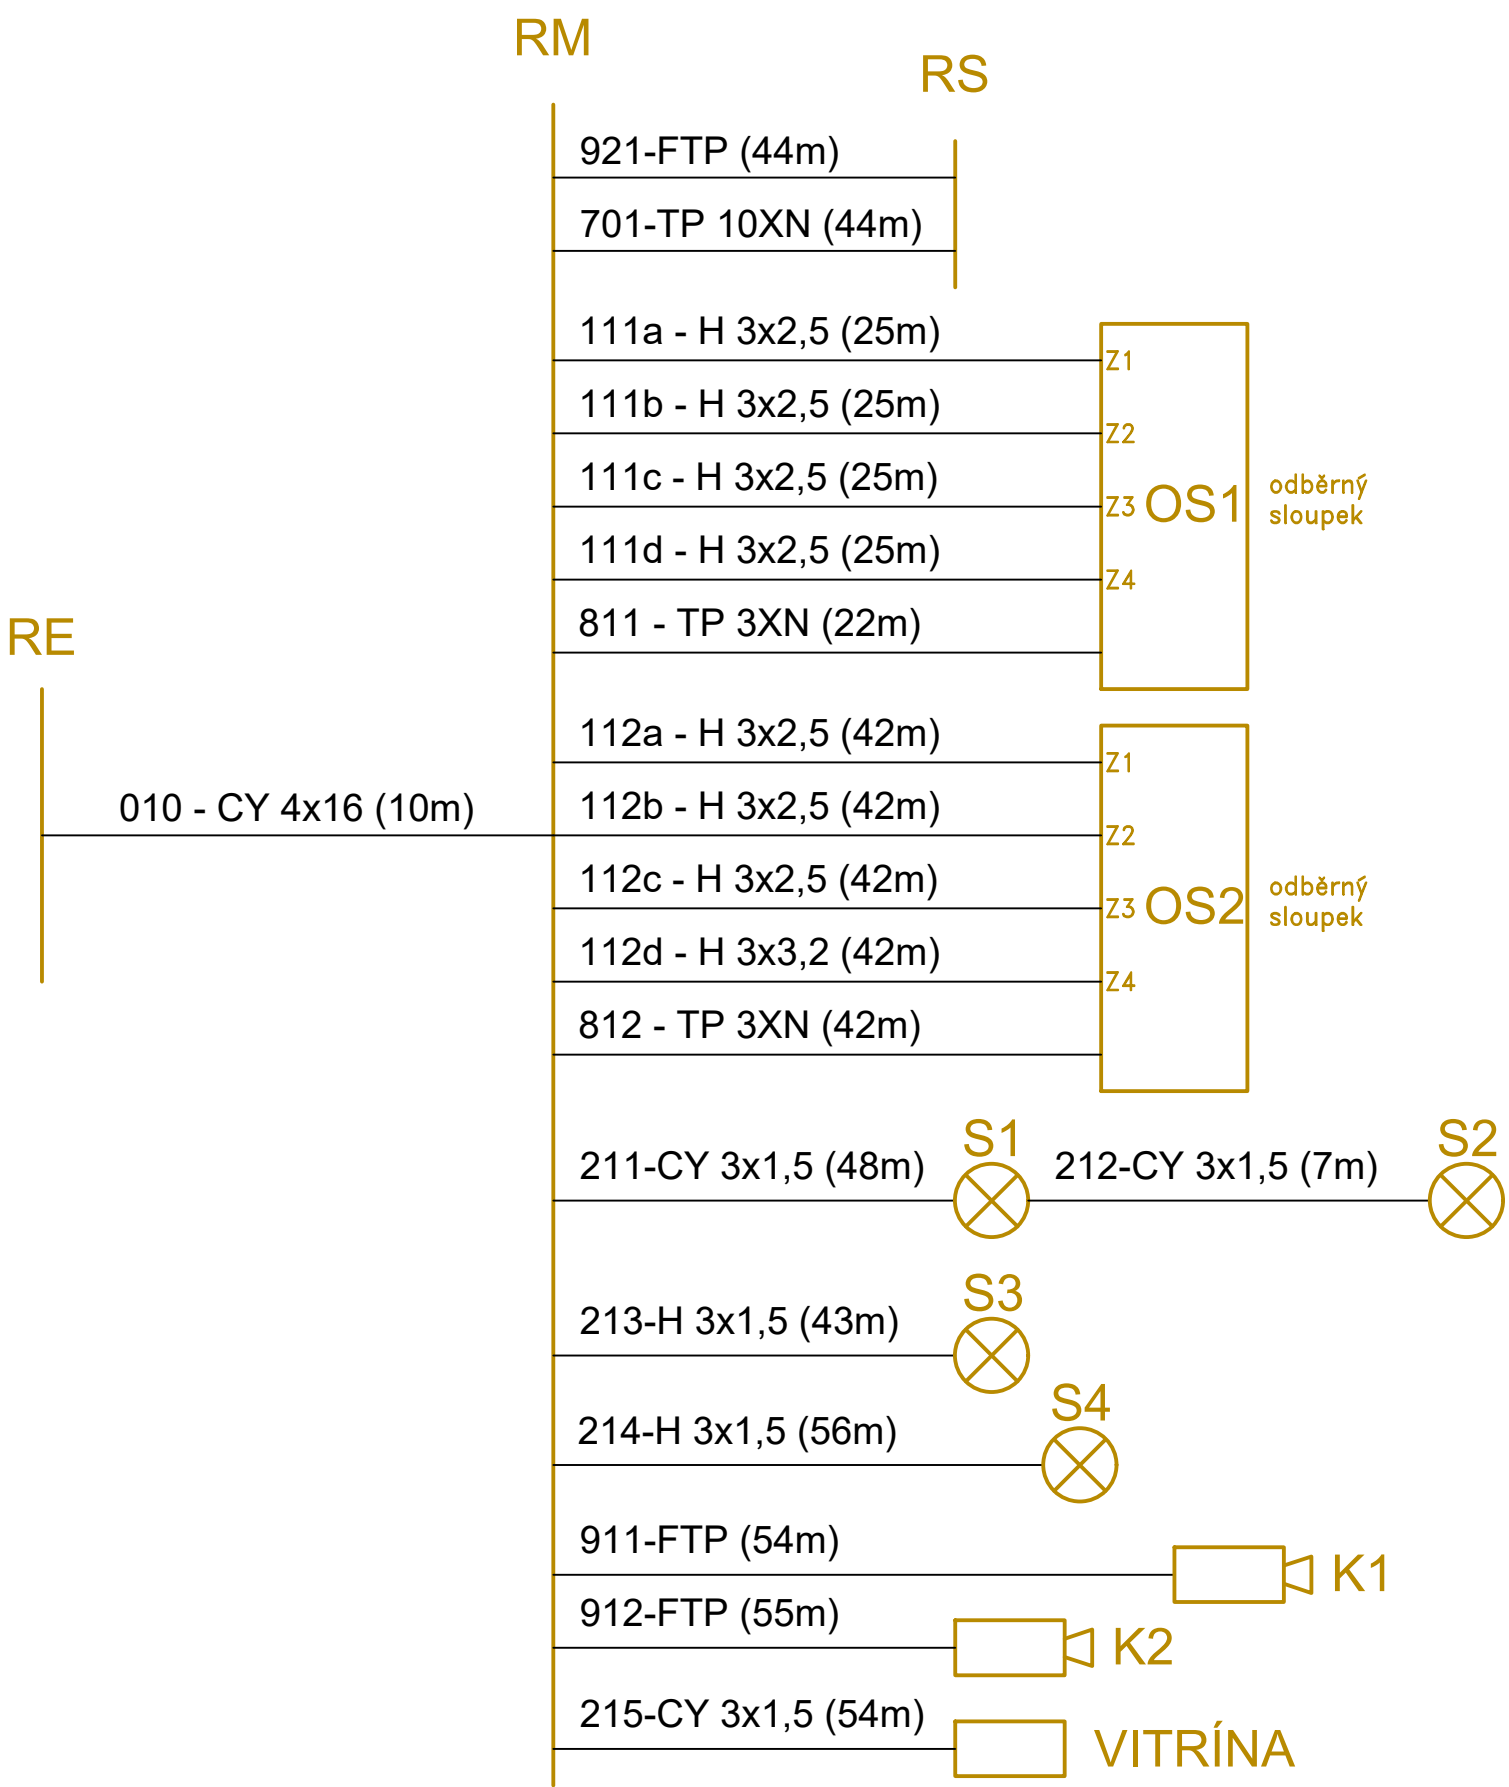 RM
RS
921-FTP (44m)
701-TP 10XN (44m)
111a - H 3x2,5 (25m)
Z1
111b - H 3x2,5 (25m)
Z2
111c - H 3x2,5 (25m)
Z3 OS1
odběrný
sloupek
111d - H 3x2,5 (25m)
Z4
811 - TP 3XN (22m)
RE
010 - CY 4x16 (10m)
112a - H 3x2,5 (42m)
Z1
112b - H 3x2,5 (42m)
Z2
112c - H 3x2,5 (42m)
Z3 OS2
odběrný
sloupek
112d - H 3x3,2 (42m)
Z4
812 - TP 3XN (42m)
211-CY 3x1,5 (48m)
S1
212-CY 3x1,5 (7m)
S2
213-H 3x1,5 (43m)
S3
214-H 3x1,5 (56m)
S4
911-FTP (54m)
K1
912-FTP (55m)
K2
215-CY 3x1,5 (54m)
VITRÍNA